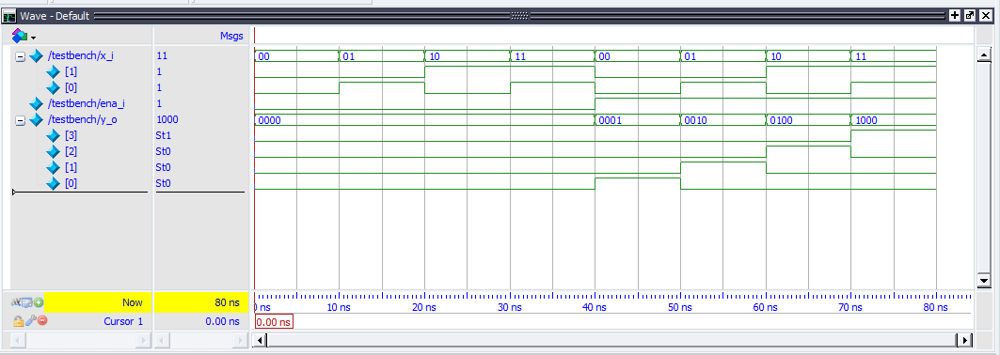 Wave - Default
Msgs
/testbench/x_i 11 00 01 10 11 00 01 10 11
[1] 1
[0] 1
/testbench/ena_i 1
/testbench/y_o 1000 0000 0001 0010 0100 1000
[3] St1
[2] St0
[1] St0
[0] St0
Now 80 ns 0 ns 10 ns 20 ns 30 ns 40 ns 50 ns 60 ns 70 ns 80 ns
Cursor 1 0.00 ns 0.00 ns